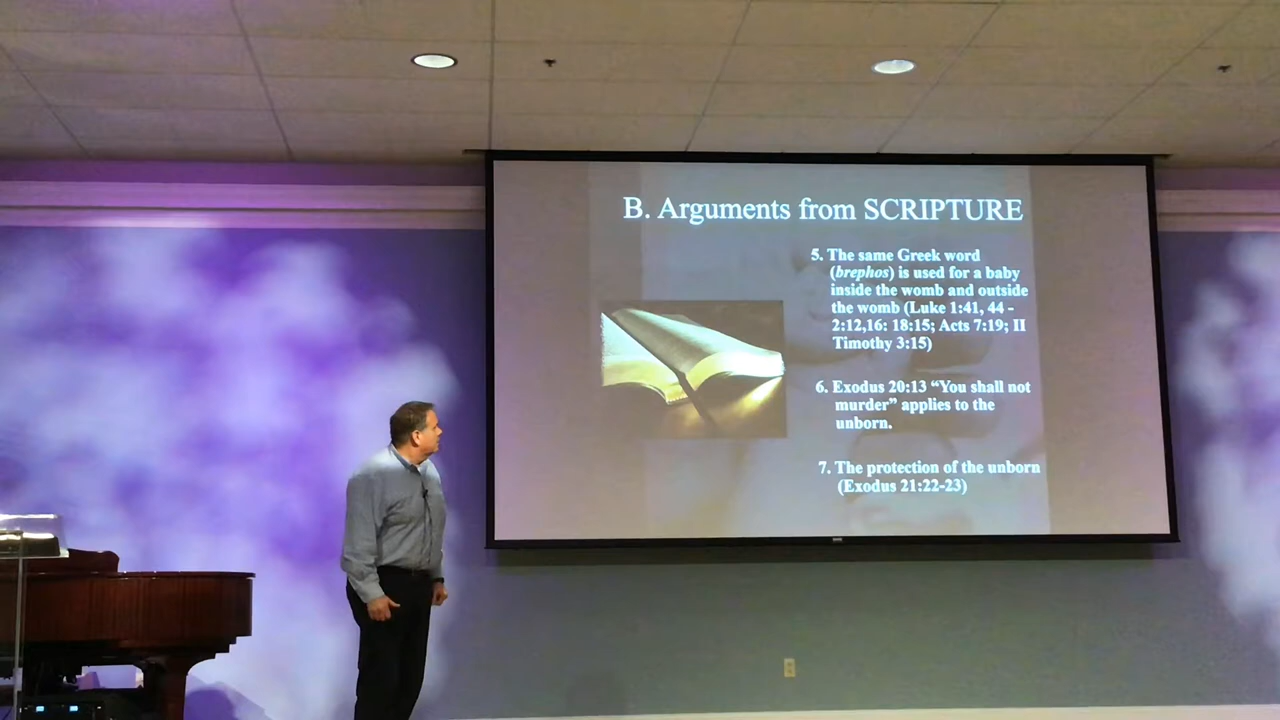 B. Arguments from SCRIPTURE
5. The same Greek word
(brephos) is used for a baby
inside the womb and outside
the womb (Luke 1:41, 44 -
2:12,16: 18:15; Acts 7:19; II
Timothy 3:15)
6. Exodus 20:13 “You shall not
murder” applies to the
unborn.
7. The protection of the unborn
(Exodus 21:22-23)